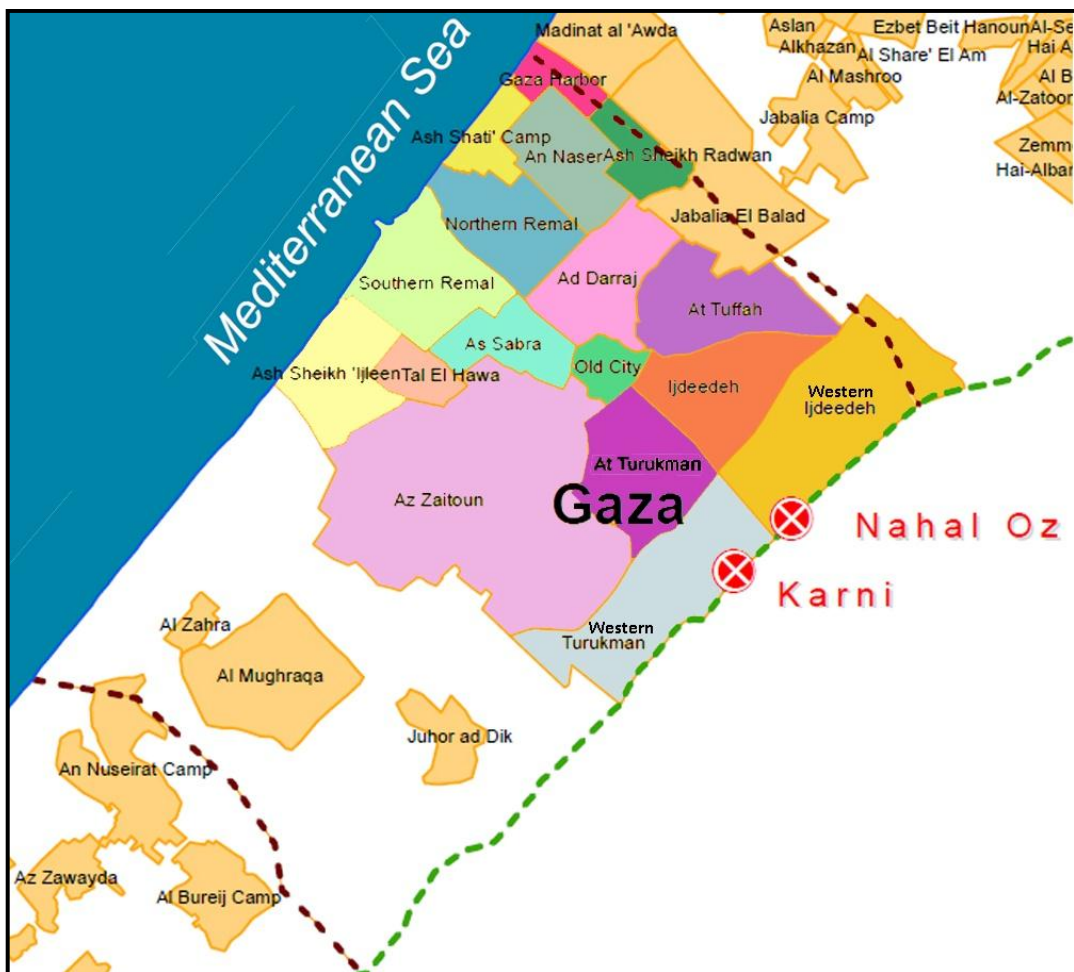 Madinat al 'Awda
Aslan
Ezbet Beit Hanoun
Al-Se
Alkhazan
Al Share' El Am
Hai A
Gaza Harbor
Al Mashroo
Al B
Al-Zatoon
Jabalia Camp
Mediterranean Sea
Ash Shati' Camp
An Naser
Ash Sheikh Radwan
Zemm
Hai-Albar
Northern Remal
Jabalia El Balad
Southern Remal
Ad Darraj
At Tuffah
As Sabra
Old City
Ash Sheikh 'Ijleen
Tal El Hawa
Ijdeedeh
Western
Ijdeedeh
At Turukman
Az Zaitoun
Gaza
Nahal Oz
Karni
Al Zahra
Western
Turukman
Al Mughraqa
Juhor ad Dik
An Nuseirat Camp
Az Zawayda
Al Bureij Camp